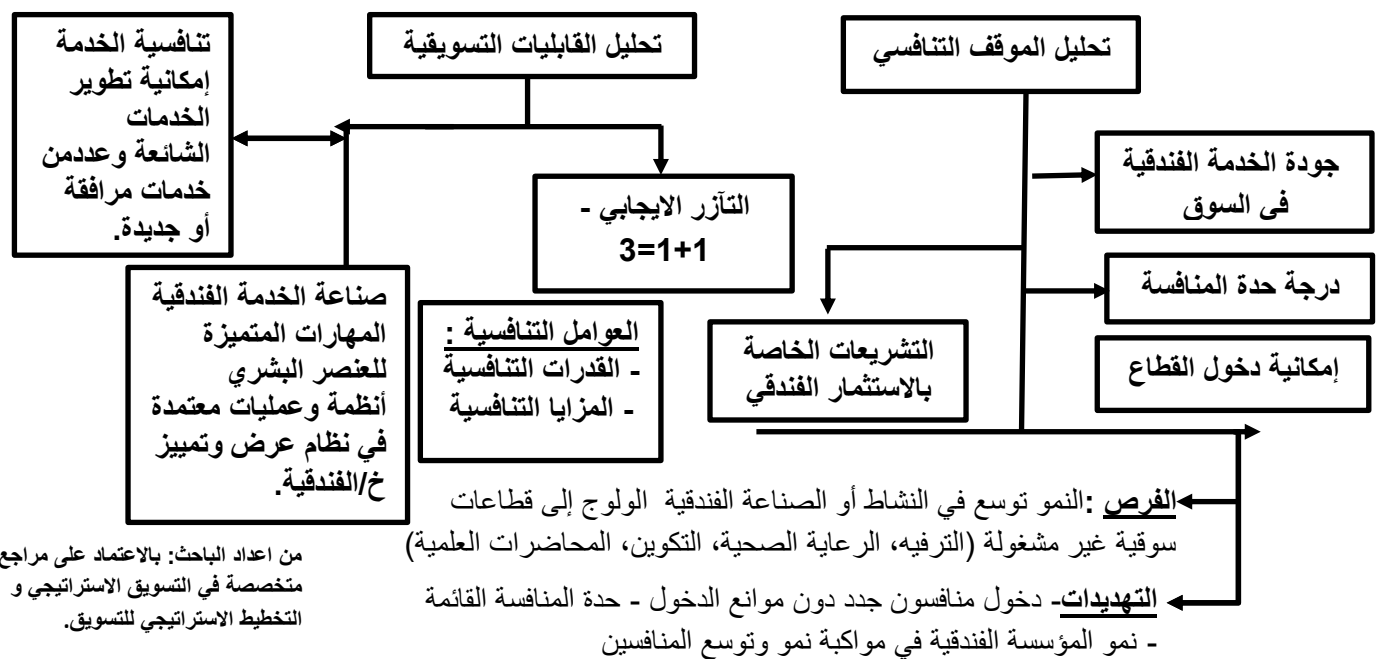 تحليل الموقف التنافسي
تحليل القابليات التسويقية
تنافسية الخدمة
إمكانية تطوير
الخدمات
الشائعة وعددمن
خدمات مرافقة
أو جديدة.
جودة الخدمة الفندقية
فى السوق
التآزر الايجابي -
3=1+1
درجة حدة المنافسة
صناعة الخدمة الفندقية
المهارات المتميزة
للعنصر البشري
أنظمة وعمليات معتمدة
في نظام عرض وتمييز
خ/الفندقية.
العوامل التنافسية :
- القدرات التنافسية
- المزايا التنافسية
التشريعات الخاصة
بالاستثمار الفندقي
إمكانية دخول القطاع
الفرص :النمو توسع في النشاط أو الصناعة الفندقية الولوج إلى قطاعات
سوقية غير مشغولة (الترفيه، الرعاية الصحية، التكوين، المحاضرات العلمية)
التهديدات- دخول منافسون جدد دون موانع الدخول - حدة المنافسة القائمة
- نمو المؤسسة الفندقية في مواكبة نمو وتوسع المنافسين
من اعداد الباحث: بالاعتماد على مراجع
متخصصة في التسويق الاستراتيجي و
التخطيط الاستراتيجي للتسويق.